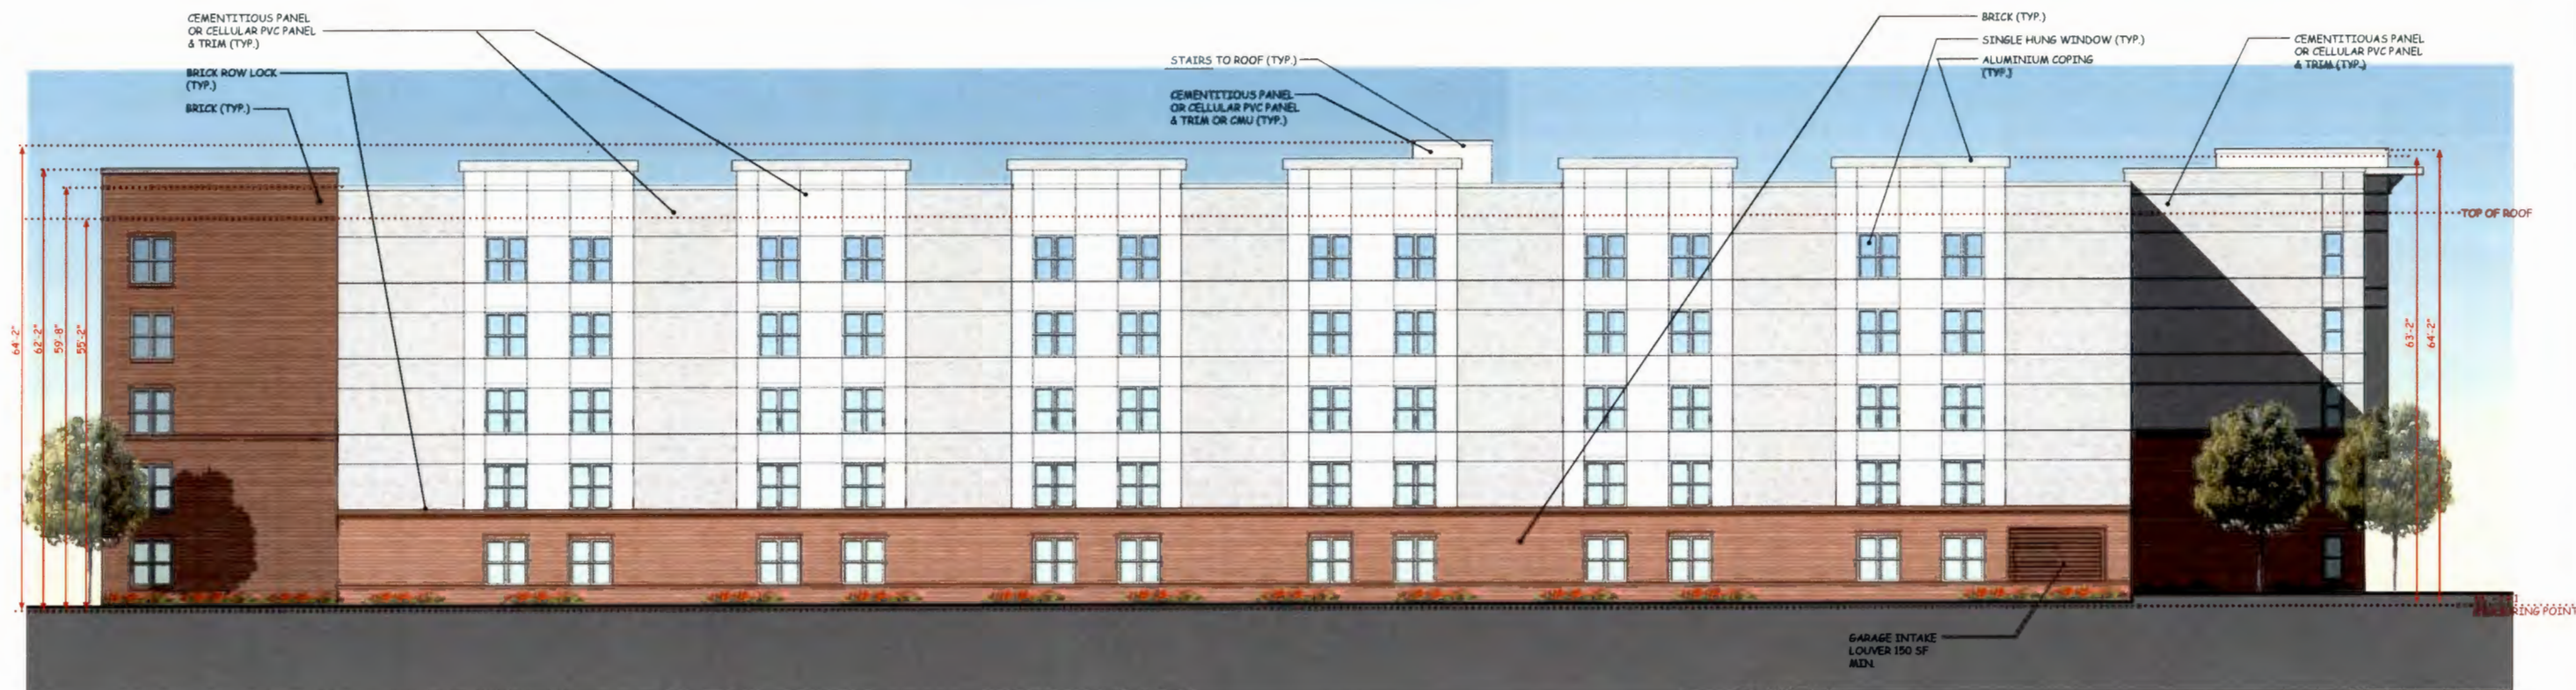 CEMENTITIOUS PANEL
OR CELLULAR PVC PANEL
& TRIM (TYP.)
BRICK ROW LOCK
(TYP.)
BRICK (TYP.)
STAIRS TO ROOF (TYP.)
CEMENTITIOUS PANEL
OR CELLULAR PVC PANEL
& TRIM OR CMU (TYP.)
BRICK (TYP.)
SINGLE HUNG WINDOW (TYP.)
ALUMINIUM COPING
(TYP.)
CEMENTITIOUAS PANEL
OR CELLULAR PVC PANEL
& TRIM (TYP.)
TOP OF ROOF
64'-2"
62'-2"
59'-8"
55'-2"
63'-2"
64'-2"
POINT
GARAGE INTAKE
LOUVER 150 SF
MIN.